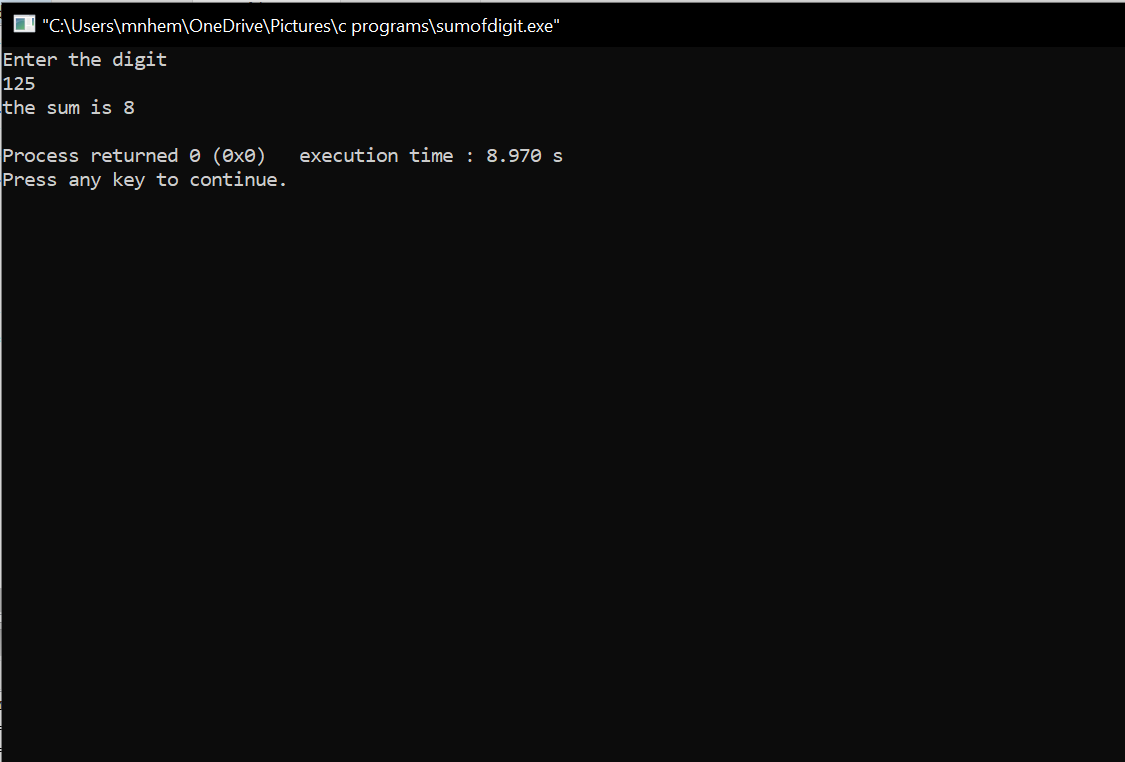 "C:\Users\mnhem\OneDrive\Pictures\c programs\sumofdigit.exe"
Enter the digit
125
the sum is 8
Process returned 0 (0x0)   execution time : 8.970 s
Press any key to continue.